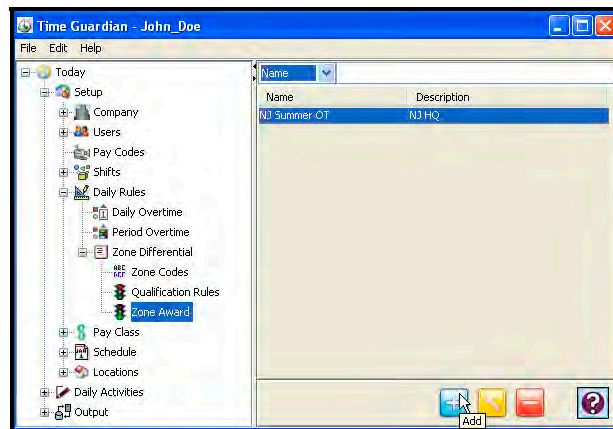 Time Guardian - John_Doe
File Edit Help
Today
Setup
Company
Users
Pay Codes
Shifts
Daily Rules
Daily Overtime
Period Overtime
Zone Differential
Zone Codes
Qualification Rules
Zone Award
Pay Class
Schedule
Locations
Daily Activities
Output
Name
Name Description
NJ Summer OT NJ HQ
Add